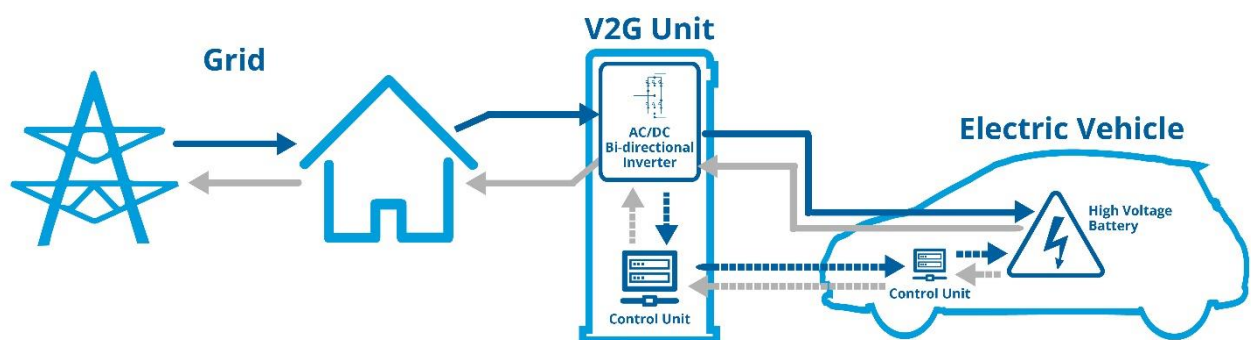 Grid
V2G Unit
AC/DC
Bi-directional
Inverter
Control Unit
Electric Vehicle
High Voltage
Battery
Control Unit